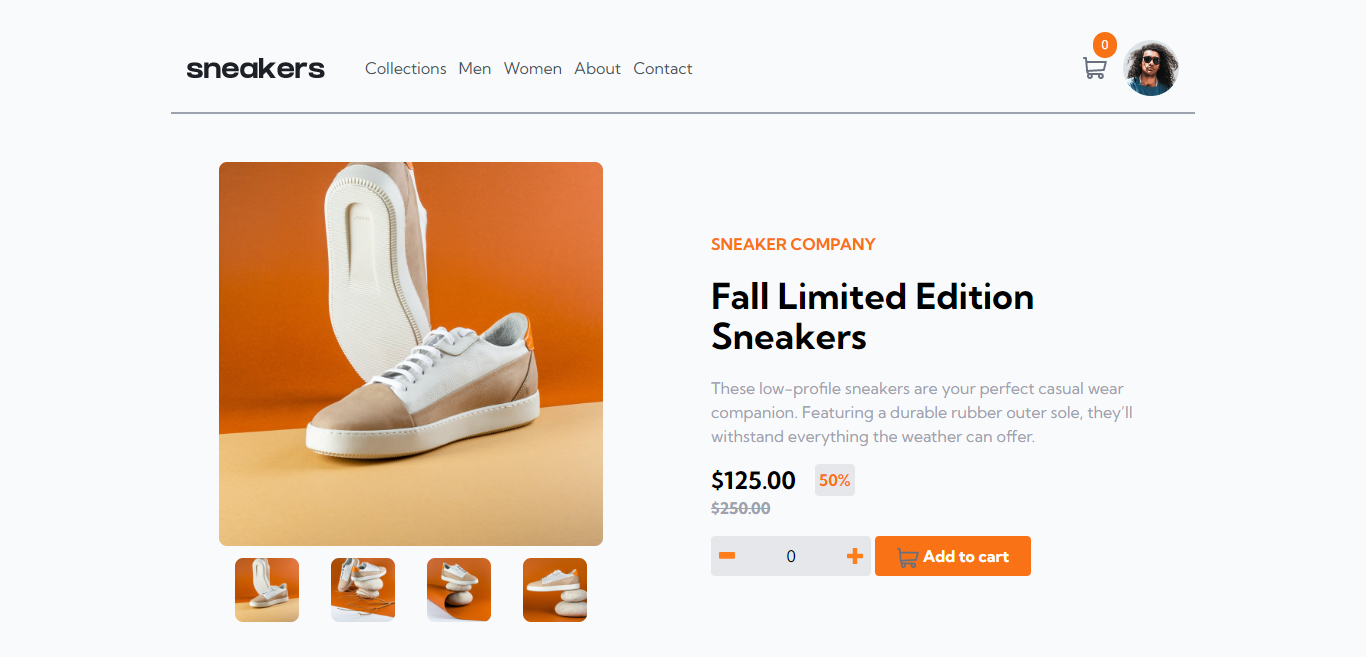 sneakers Collections Men Women About Contact 0
SNEAKER COMPANY
Fall Limited Edition
Sneakers
These low-profile sneakers are your perfect casual wear
companion. Featuring a durable rubber outer sole, they'll
withstand everything the weather can offer.
$125.00 50%
$250.00
0 Add to cart